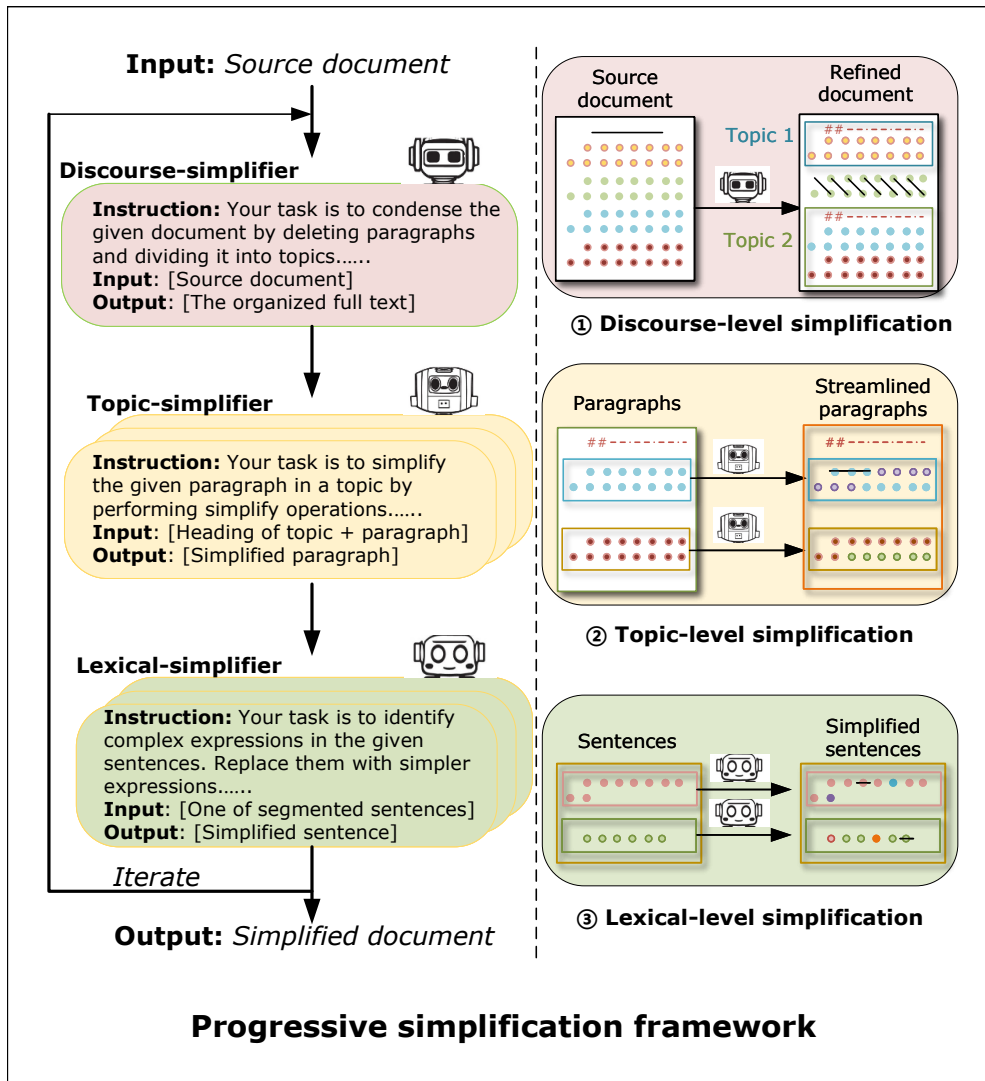 Input: Source document
Discourse-simplifier
Instruction: Your task is to condense the
given document by deleting paragraphs
and dividing it into topics......
Input: [Source document]
Output: [The organized full text]
Topic-simplifier
Instruction: Your task is to simplify
the given paragraph in a topic by
performing simplify operations......
Input: [Heading of topic + paragraph]
Output: [Simplified paragraph]
Lexical-simplifier
Instruction: Your task is to identify
complex expressions in the given
sentences. Replace them with simpler
expressions......
Input: [One of segmented sentences]
Output: [Simplified sentence]
Iterate
Output: Simplified document
Source
document
Refined
document
Topic 1
##
Topic 2
##
① Discourse-level simplification
Paragraphs
Streamlined
paragraphs
##
##
② Topic-level simplification
Sentences
Simplified
sentences
③ Lexical-level simplification
Progressive simplification framework